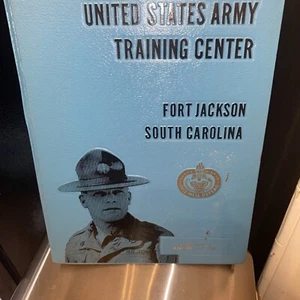 UNITED STATES ARMY
TRAINING CENTER
FORT JACKSON
SOUTH CAROLINA